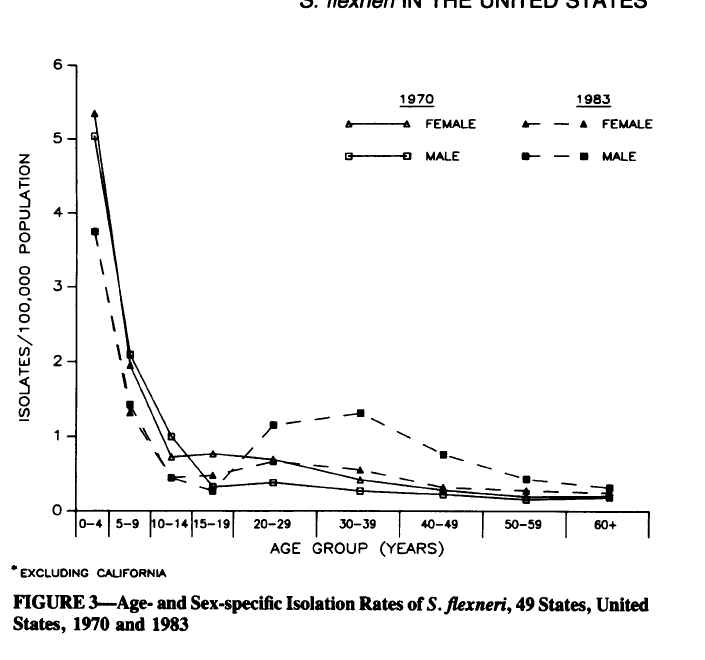 S. flexneri IN THE UNITED STATES
6
5
4
3
2
1
0
ISOLATES/100,000 POPULATION
1970
1983
FEMALE
FEMALE
MALE
MALE
0-4
5-9
10-14
15-19
20-29
30-39
40-49
50-59
60+
AGE GROUP (YEARS)
*EXCLUDING CALIFORNIA
FIGURE 3—Age- and Sex-specific Isolation Rates of S. flexneri, 49 States, United
States, 1970 and 1983